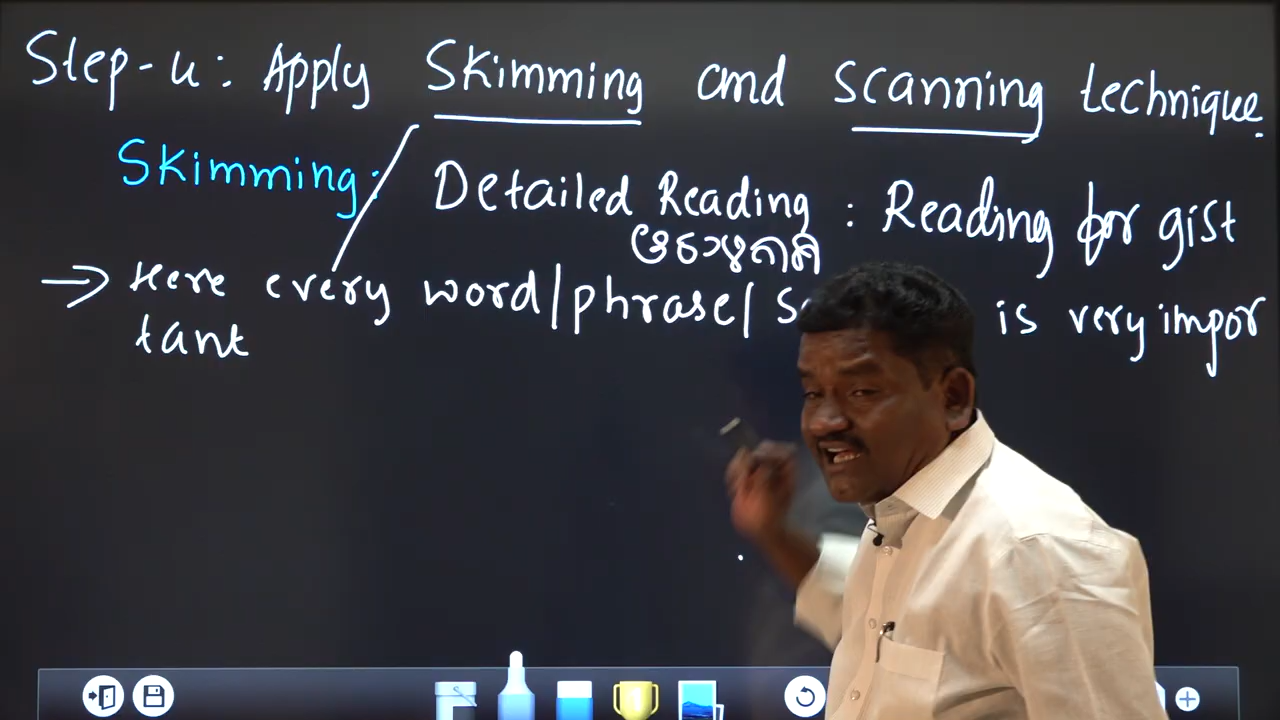 Step-4: Apply Skimming and scanning technique.
Skimming: Detailed Reading : Reading for gist
→ Here every word/phrase/ is very impor
tant